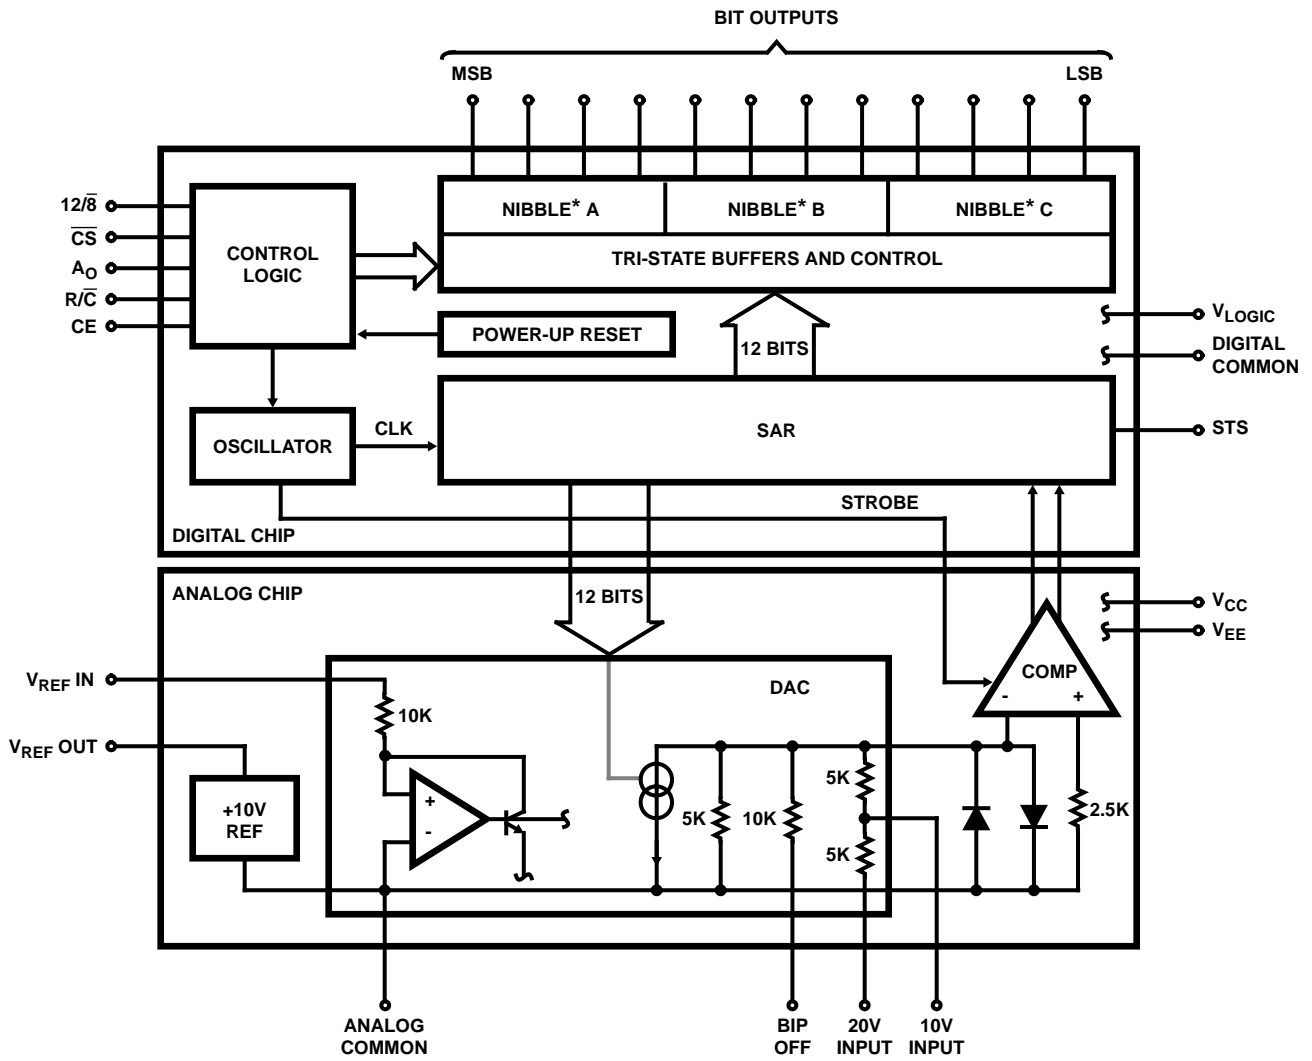 BIT OUTPUTS
MSB
LSB
12/8̅
C̅S̅
AO
R/C̅
CE
CONTROL
LOGIC
NIBBLE* A
NIBBLE* B
NIBBLE* C
TRI-STATE BUFFERS AND CONTROL
POWER-UP RESET
12 BITS
VLOGIC
DIGITAL
COMMON
OSCILLATOR
CLK
SAR
STS
STROBE
DIGITAL CHIP
ANALOG CHIP
12 BITS
VCC
VEE
COMP
-
+
VREF IN
DAC
10K
VREF OUT
+10V
REF
+
-
5K
10K
5K
5K
2.5K
ANALOG
COMMON
BIP
OFF
20V
INPUT
10V
INPUT